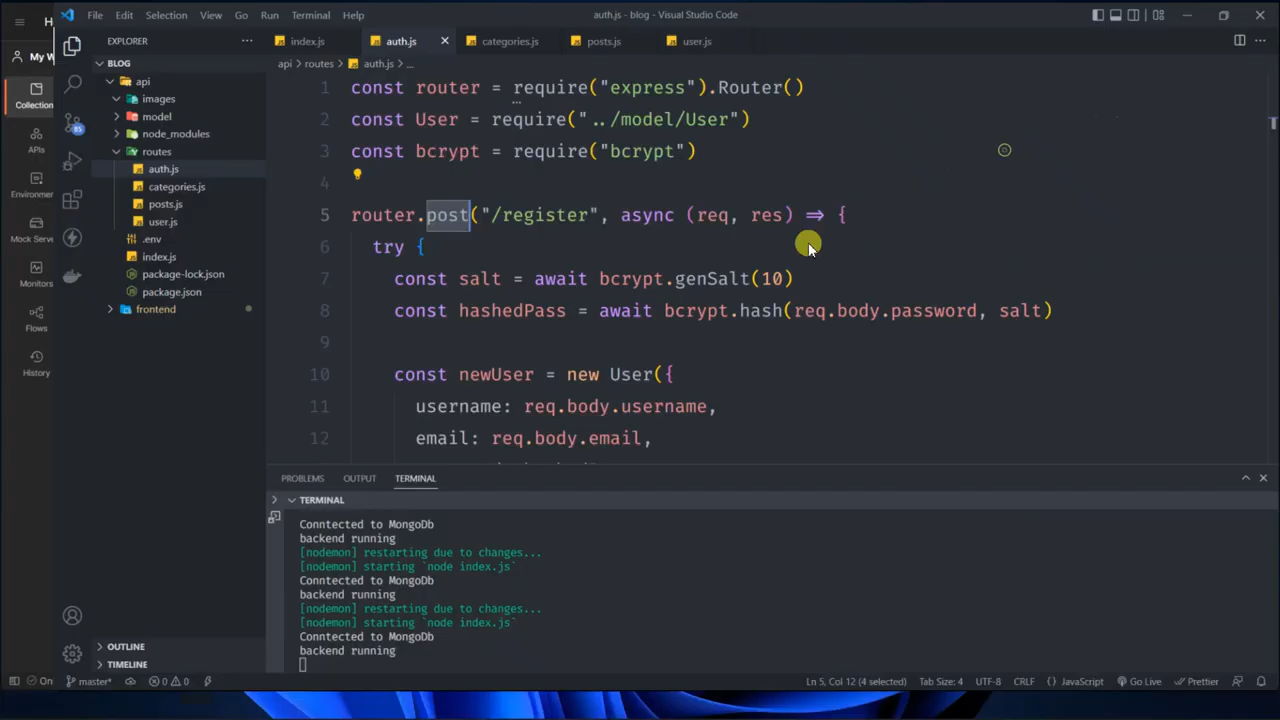 File Edit Selection View Go Run Terminal Help
auth.js - blog - Visual Studio Code
H
My W
Collection
APIs
Environmen
Mock Serve
Monitors
Flows
History
On
EXPLORER
BLOG
api
images
model
node_modules
routes
auth.js
categories.js
posts.js
user.js
.env
index.js
package-lock.json
package.json
frontend
OUTLINE
TIMELINE
index.js auth.js categories.js posts.js user.js
api > routes > auth.js > ...
1 const router = require("express").Router()
2 const User = require("../model/User")
3 const bcrypt = require("bcrypt")
4
5 router.post("/register", async (req, res) => {
6 try {
7 const salt = await bcrypt.genSalt(10)
8 const hashedPass = await bcrypt.hash(req.body.password, salt)
9
10 const newUser = new User({
11 username: req.body.username,
12 email: req.body.email,
PROBLEMS OUTPUT TERMINAL
TERMINAL
Conntected to MongoDb
backend running
[nodemon] restarting due to changes...
[nodemon] starting `node index.js`
Conntected to MongoDb
backend running
[nodemon] restarting due to changes...
[nodemon] starting `node index.js`
Conntected to MongoDb
backend running
master* 0 0 Ln 5, Col 12 (4 selected) Tab Size: 4 UTF-8 CRLF {} JavaScript Go Live Prettier